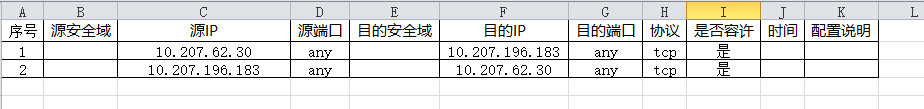 A B C D E F G H I J K L
序号 源安全域 源IP 源端口 目的安全域 目的IP 目的端口 协议 是否容许 时间 配置说明
1 10.207.62.30 any 10.207.196.183 any tcp 是
2 10.207.196.183 any 10.207.62.30 any tcp 是